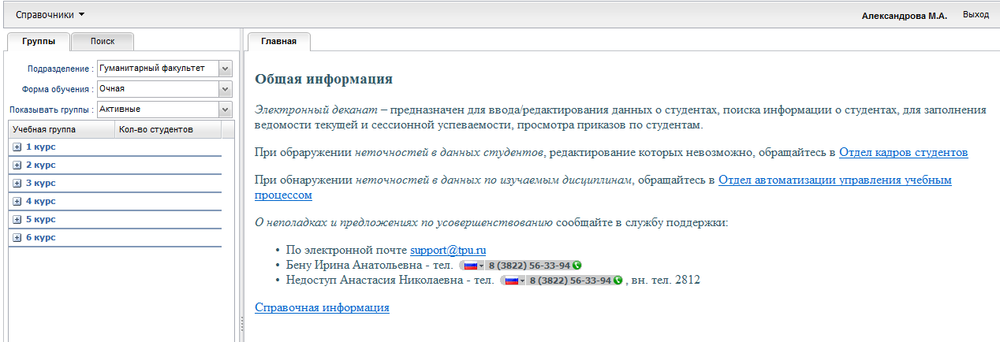 Справочники
Александрова М.А. Выход
Группы Поиск
Подразделение : Гуманитарный факультет
Форма обучения : Очная
Показывать группы : Активные
Учебная группа Кол-во студентов
1 курс
2 курс
3 курс
4 курс
5 курс
6 курс
Главная
Общая информация
Электронный деканат – предназначен для ввода/редактирования данных о студентах, поиска информации о студентах, для заполнения
ведомости текущей и сессионной успеваемости, просмотра приказов по студентам.
При обраружении неточностей в данных студентов, редактирование которых невозможно, обращайтесь в Отдел кадров студентов
При обнаружении неточностей в данных по изучаемым дисциплинам, обращайтесь в Отдел автоматизации управления учебным
процессом
О неполадках и предложениях по усовершенствованию сообщайте в службу поддержки:
• По электронной почте support@tpu.ru
• Бену Ирина Анатольевна - тел. 8 (3822) 56-33-94
• Недоступ Анастасия Николаевна - тел. 8 (3822) 56-33-94 , вн. тел. 2812
Справочная информация